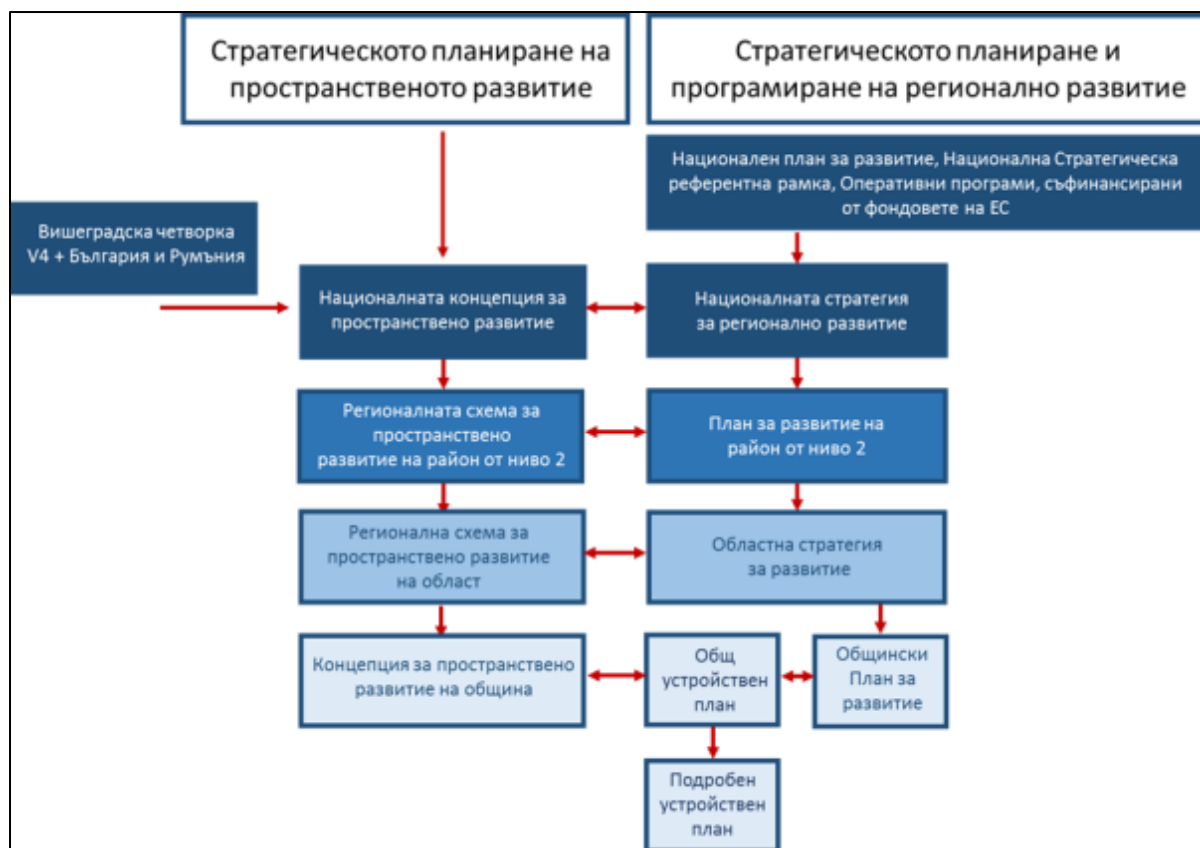 Стратегическото планиране на
пространственото развитие
Стратегическото планиране и
програмиране на регионално развитие
Национален план за развитие, Национална Стратегическа
референтна рамка, Оперативни програми, съфинансирани
от фондовете на ЕС
Вишеградска четворка
V4 + България и Румъния
Националната концепция за
пространствено развитие
Националната стратегия
за регионално развитие
Регионалната схема за
пространствено
развитие на район от ниво 2
План за развитие на
район от ниво 2
Регионална схема за
пространствено развитие
на област
Областна стратегия
за развитие
Концепция за пространствено
развитие на община
Общ
устройствен
план
Общински
План за
развитие
Подробен
устройствен
план